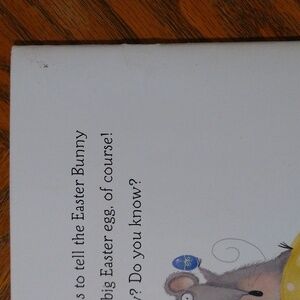 s to tell the Easter Bunny
big Easter egg, of course!
? Do you know?